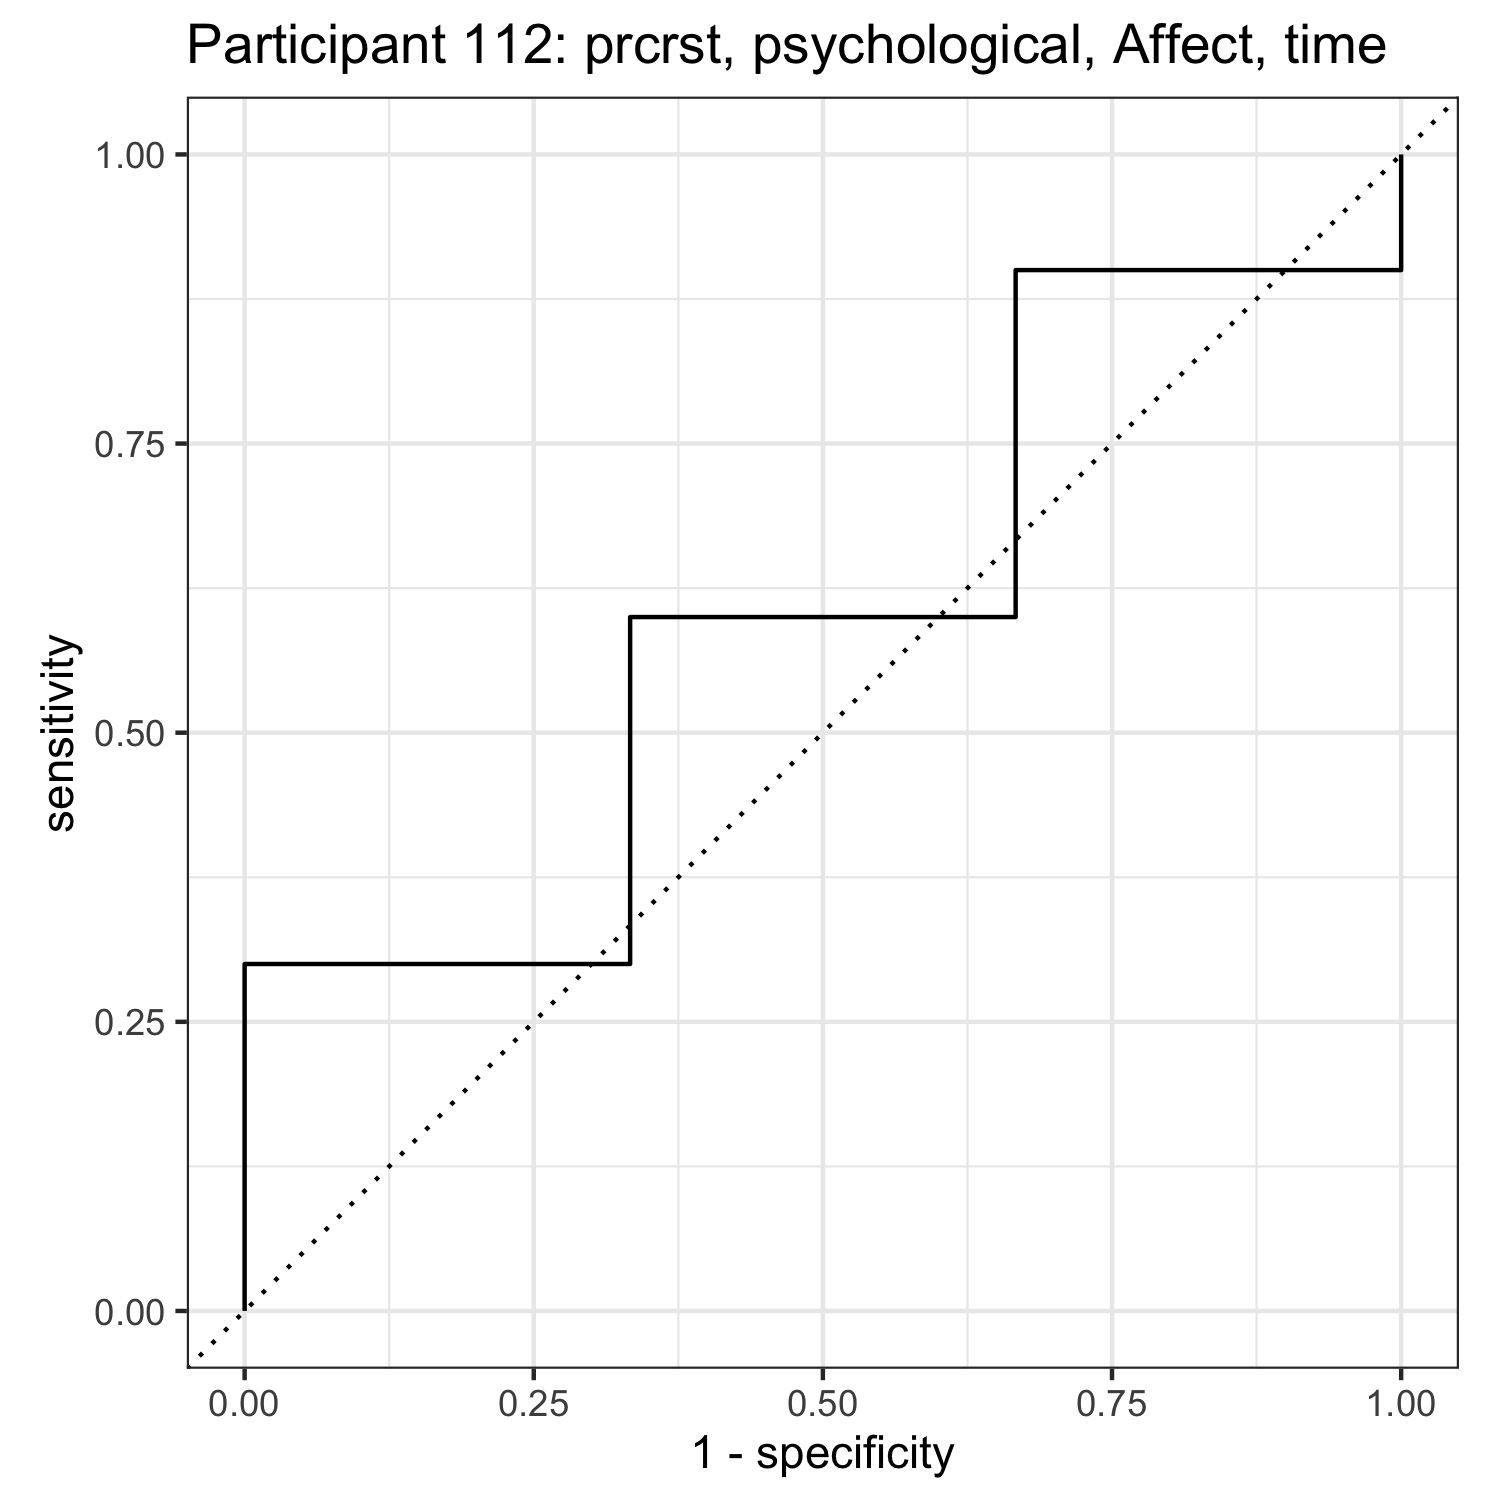 Participant 112: prcrst, psychological, Affect, time
1.00
0.75
0.50
0.25
0.00
sensitivity
0.00 0.25 0.50 0.75 1.00
1 - specificity